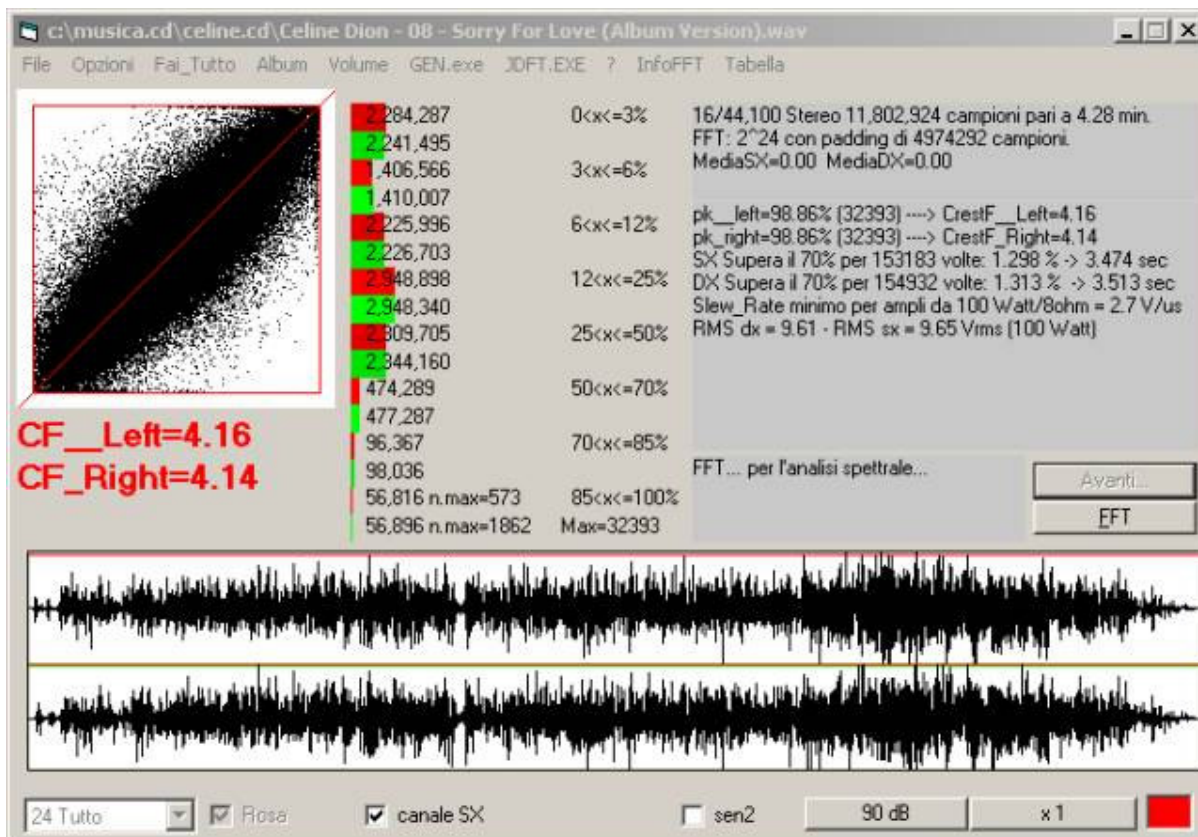 c:\musica.cd\celine.cd\Celine Dion - 08 - Sorry For Love (Album Version).wav
File Opzioni Fai_Tutto Album Volume GEN.exe JDFT.EXE ? InfoFFT Tabella
2,284,287 0<x<=3%
2,241,495
1,406,566 3<x<=6%
1,410,007
2,225,996 6<x<=12%
2,226,703
2,948,898 12<x<=25%
2,948,340
2,309,705 25<x<=50%
2,344,160
474,289 50<x<=70%
477,287
96,367 70<x<=85%
98,036
56,816 n.max=573 85<x<=100%
56,896 n.max=1862 Max=32393
CF__Left=4.16
CF_Right=4.14
16/44,100 Stereo 11,802,924 campioni pari a 4.28 min.
FFT: 2^24 con padding di 4974292 campioni.
MediaSX=0.00 MediaDX=0.00
pk__left=98.86% (32393) ----> CrestF__Left=4.16
pk_right=98.86% (32393) ----> CrestF_Right=4.14
SX Supera il 70% per 153183 volte: 1.298 % -> 3.474 sec
DX Supera il 70% per 154932 volte: 1.313 % -> 3.513 sec
Slew_Rate minimo per ampli da 100 Watt/8ohm = 2.7 V/us
RMS dx = 9.61 - RMS sx = 9.65 Vrms (100 Watt)
FFT... per l'analisi spettrale...
Avanti...
FFT
24 Tutto Rosa canale SX sen2 90 dB x 1